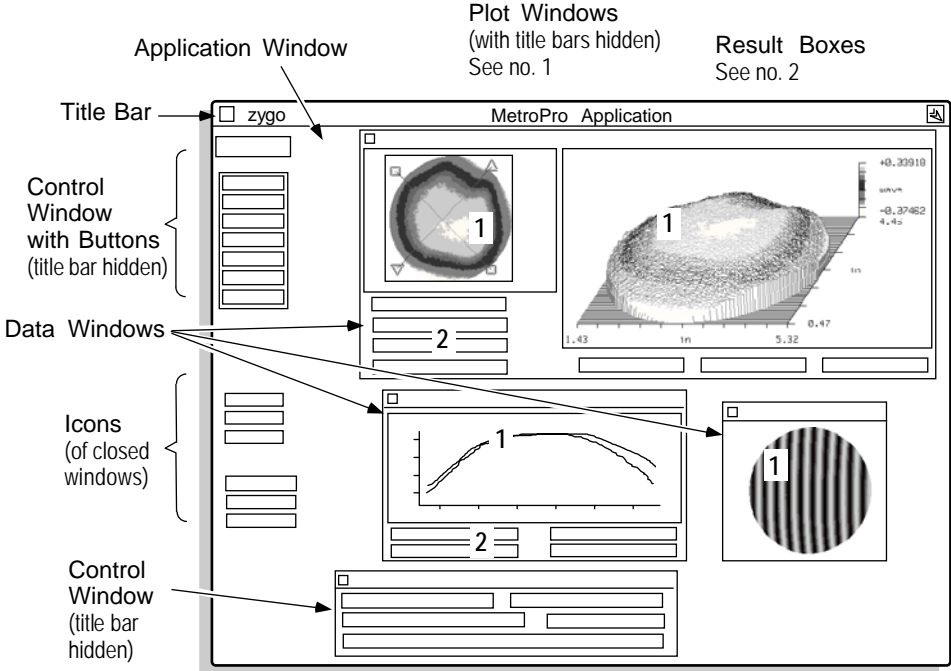 Plot Windows
(with title bars hidden)
See no. 1
Application Window
Result Boxes
See no. 2
Title Bar
zygo
MetroPro Application
Control
Window
with Buttons
(title bar hidden)
1
1
+0.33918
wave
-0.37462
4.45
in
0.47
1.43
in
5.32
Data Windows
2
Icons
(of closed
windows)
1
1
2
Control
Window
(title bar
hidden)